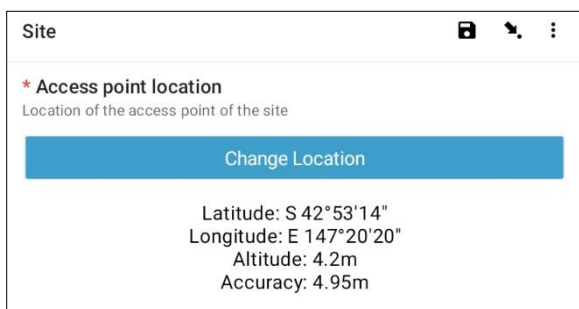 Site
* Access point location
Location of the access point of the site
Change Location
Latitude: S 42°53'14"
Longitude: E 147°20'20"
Altitude: 4.2m
Accuracy: 4.95m